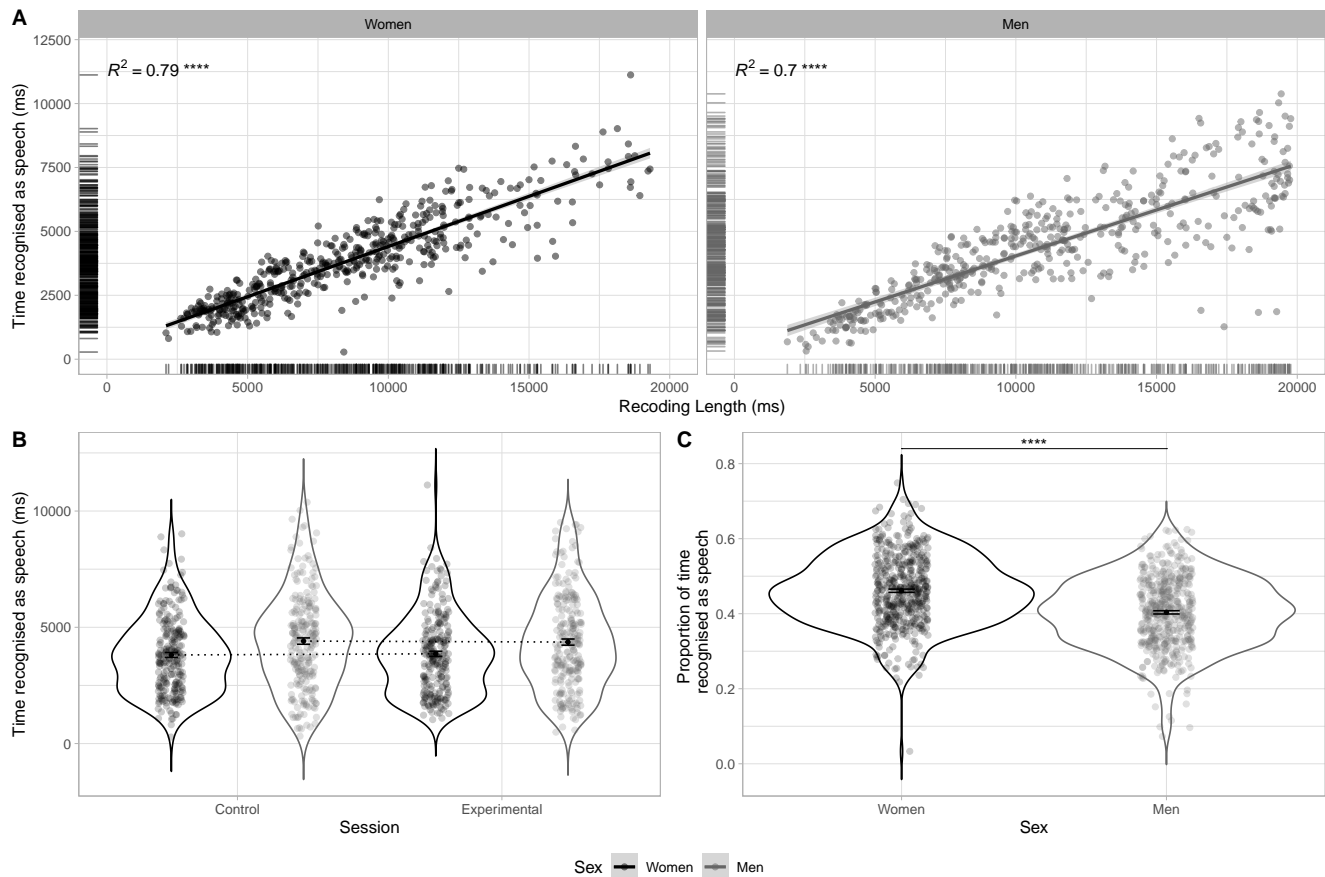 A
Women
Men
12500
10000
7500
5000
2500
0
Time recognised as speech (ms)
R² = 0.79 ****
R² = 0.7 ****
0 5000 10000 15000 20000
0 5000 10000 15000 20000
Recoding Length (ms)
B
10000
5000
0
Time recognised as speech (ms)
Control Experimental
Session
C
****
0.8
0.6
0.4
0.2
0.0
Proportion of time
recognised as speech
Women Men
Sex
Sex Women Men